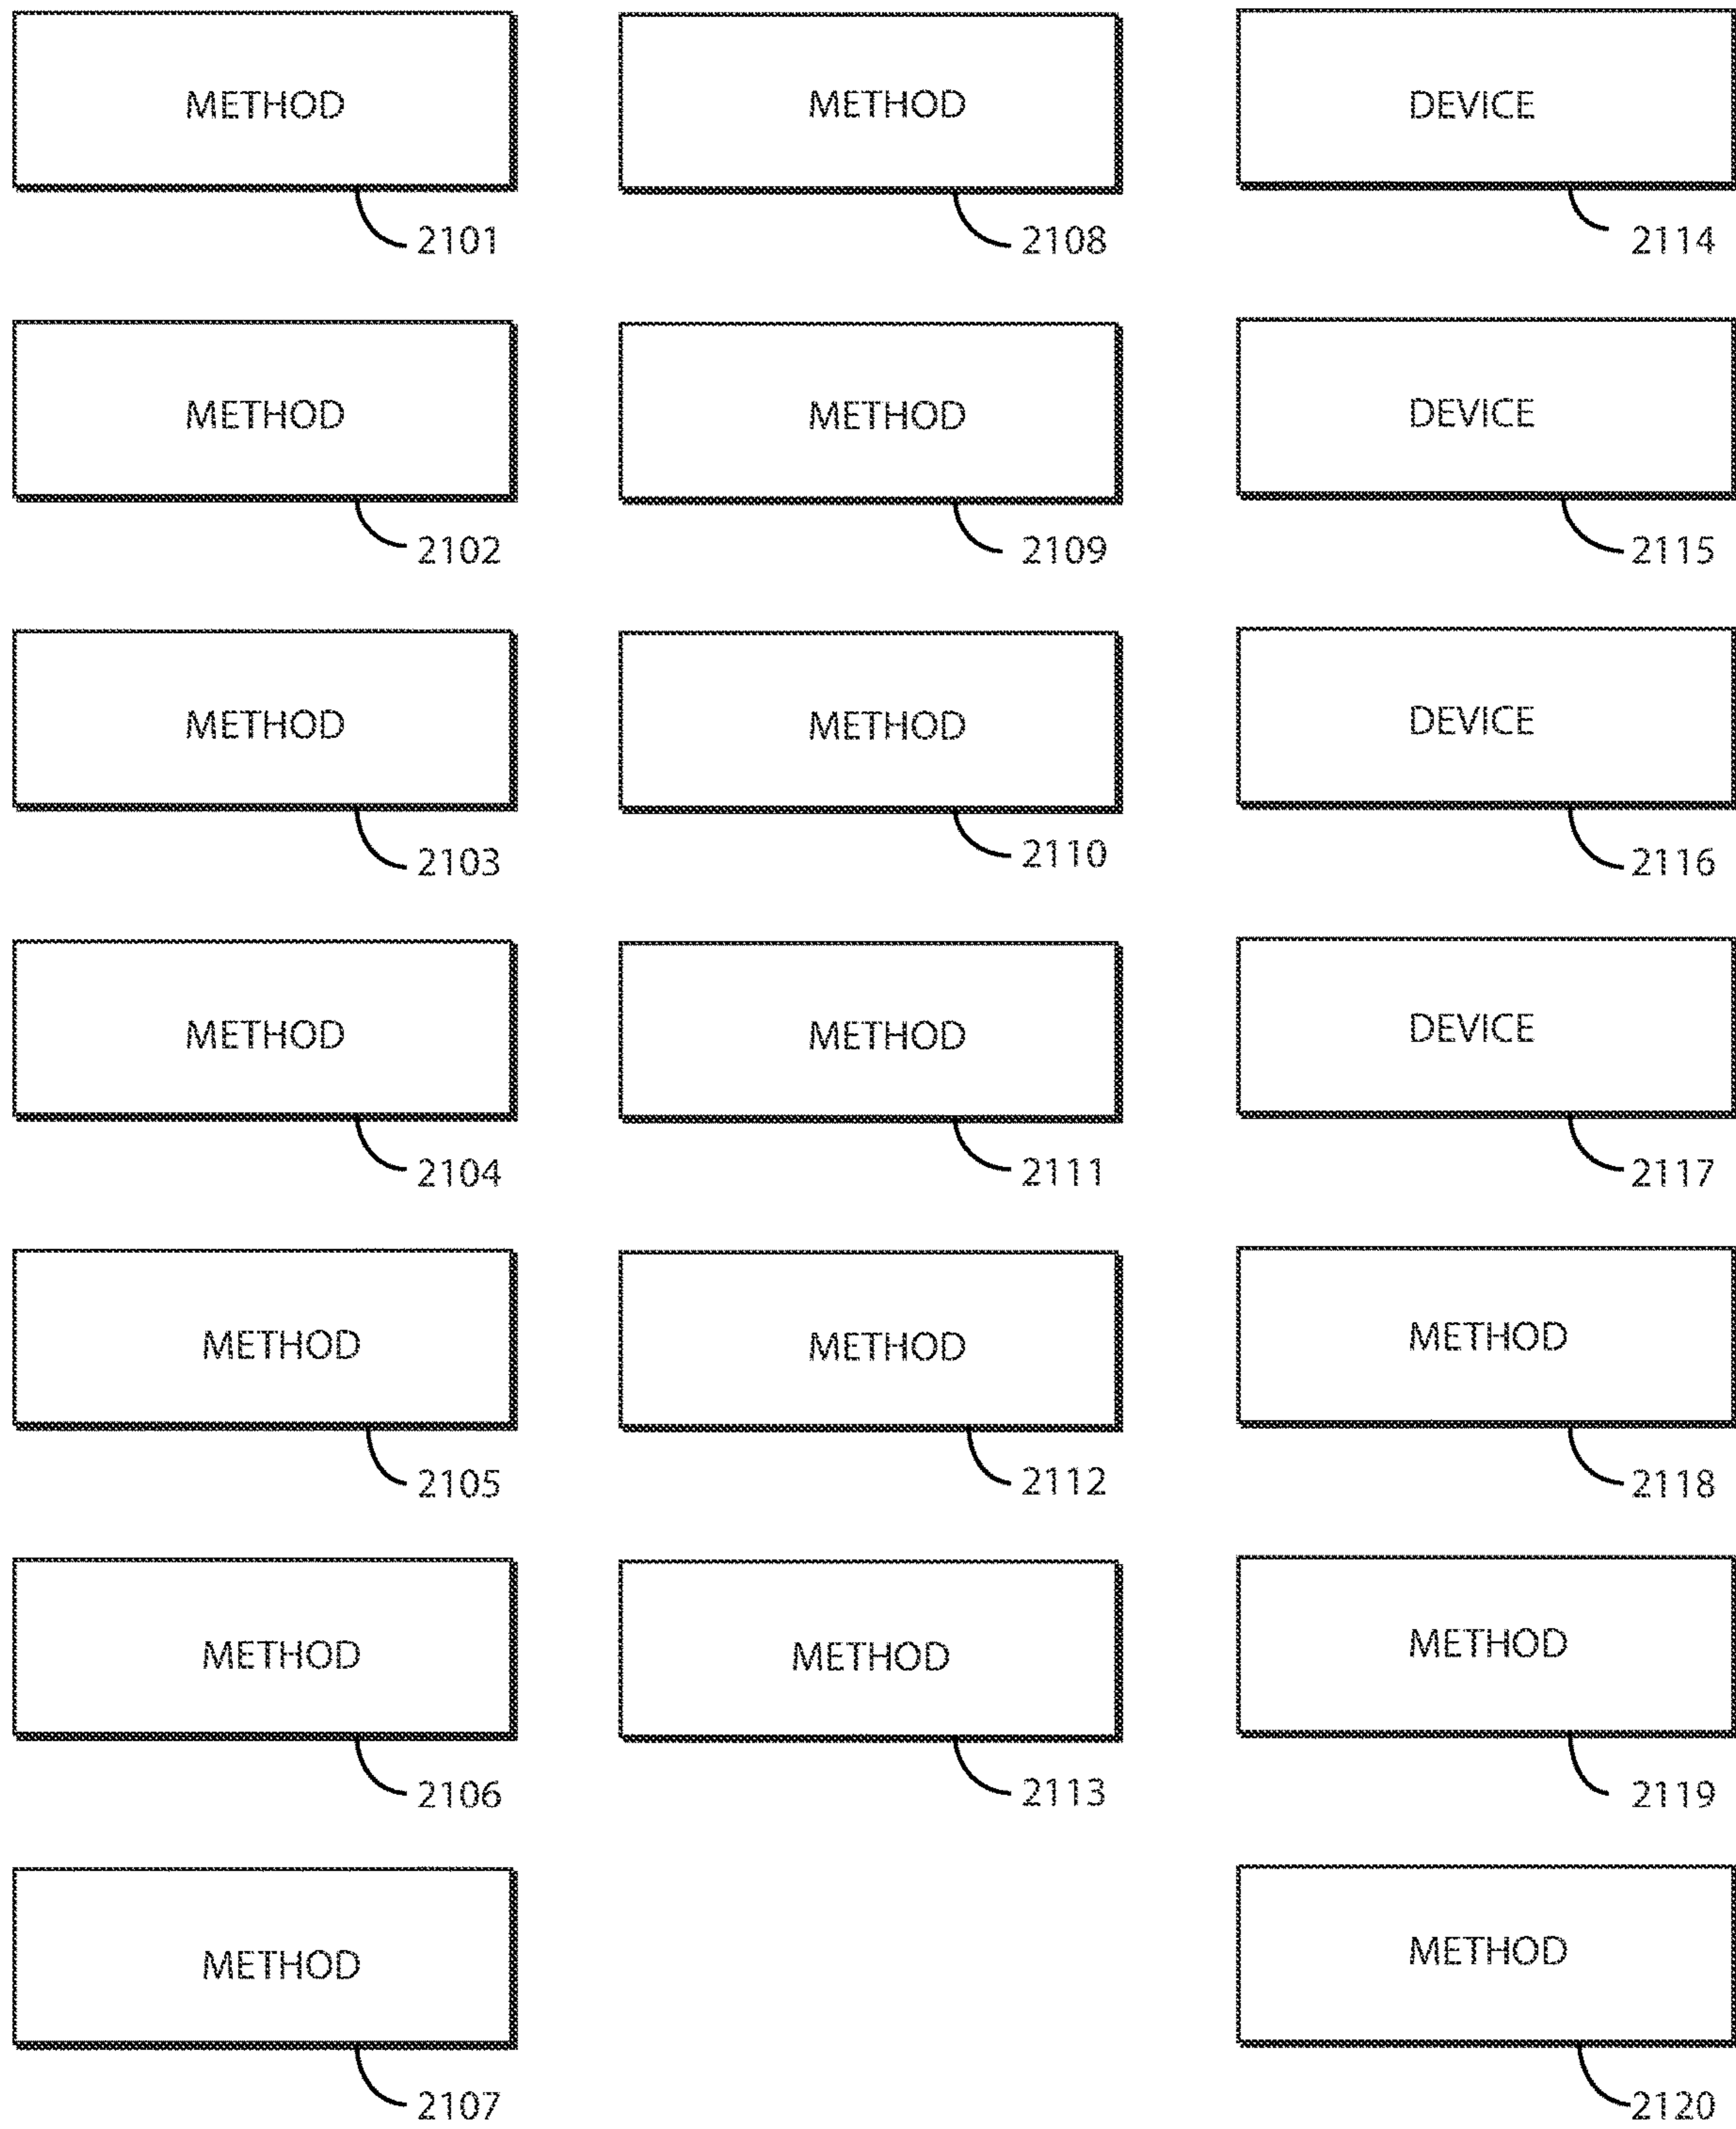 METHOD
2101
METHOD
2102
METHOD
2103
METHOD
2104
METHOD
2105
METHOD
2106
METHOD
2107
METHOD
2108
METHOD
2109
METHOD
2110
METHOD
2111
METHOD
2112
METHOD
2113
DEVICE
2114
DEVICE
2115
DEVICE
2116
DEVICE
2117
METHOD
2118
METHOD
2119
METHOD
2120